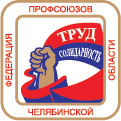 ФЕДЕРАЦИЯ
ПРОФСОЮЗОВ
ОБЛАСТИ
ЧЕЛЯБИНСКОЙ
ТРУД
СОЛИДАРНОСТЬ